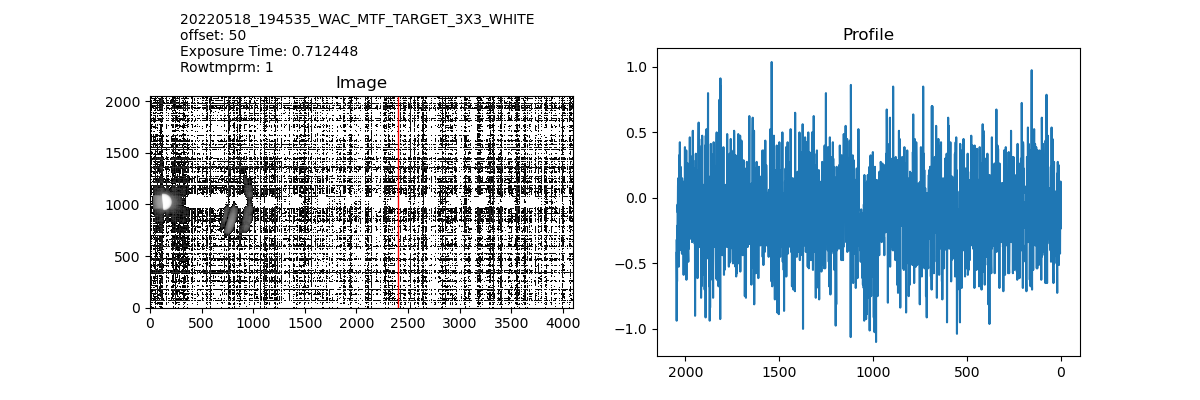 20220518_194535_WAC_MTF_TARGET_3X3_WHITE
offset: 50
Exposure Time: 0.712448
Rowtmprm: 1
Image
2000
1500
1000
500
0
0 500 1000 1500 2000 2500 3000 3500 4000
Profile
1.0
0.5
0.0
−0.5
−1.0
2000 1500 1000 500 0